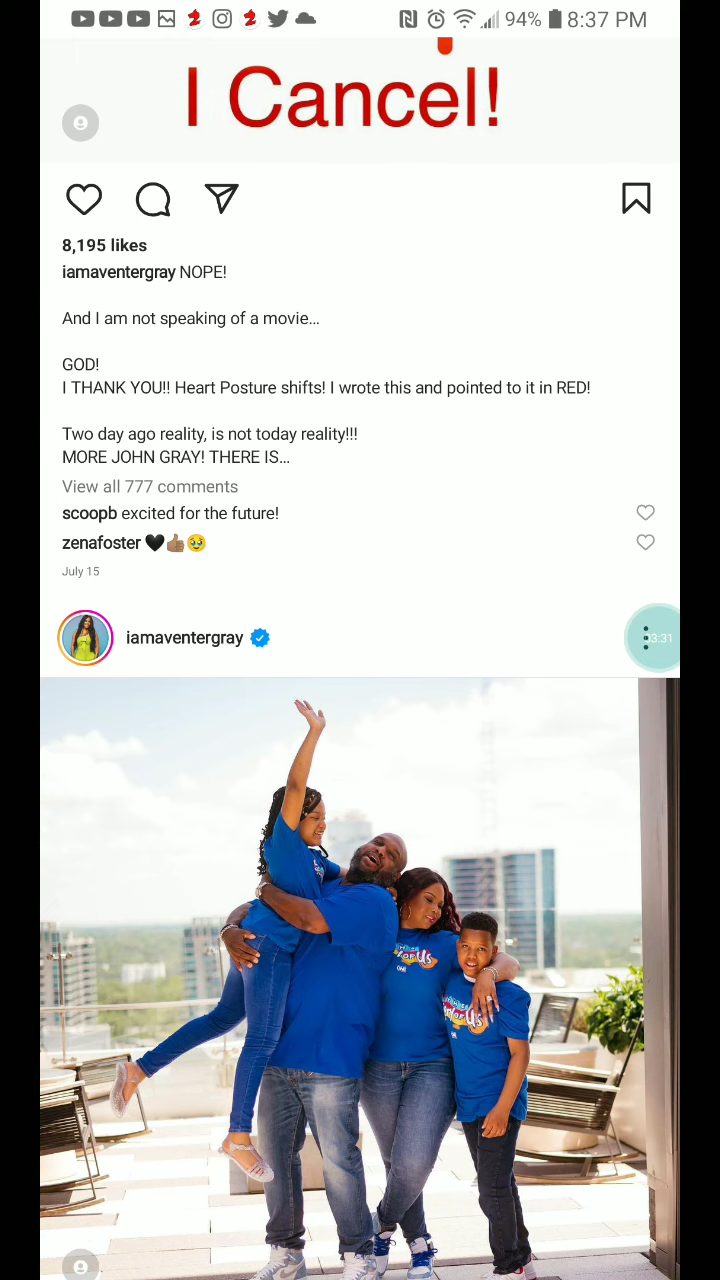 94% 8:37 PM
I Cancel!
8,195 likes
iamaventergray NOPE!
And I am not speaking of a movie...
GOD!
I THANK YOU!! Heart Posture shifts! I wrote this and pointed to it in RED!
Two day ago reality, is not today reality!!!
MORE JOHN GRAY! THERE IS...
View all 777 comments
scoopb excited for the future!
zenafoster 🖤👍🏽🥹
July 15
iamaventergray